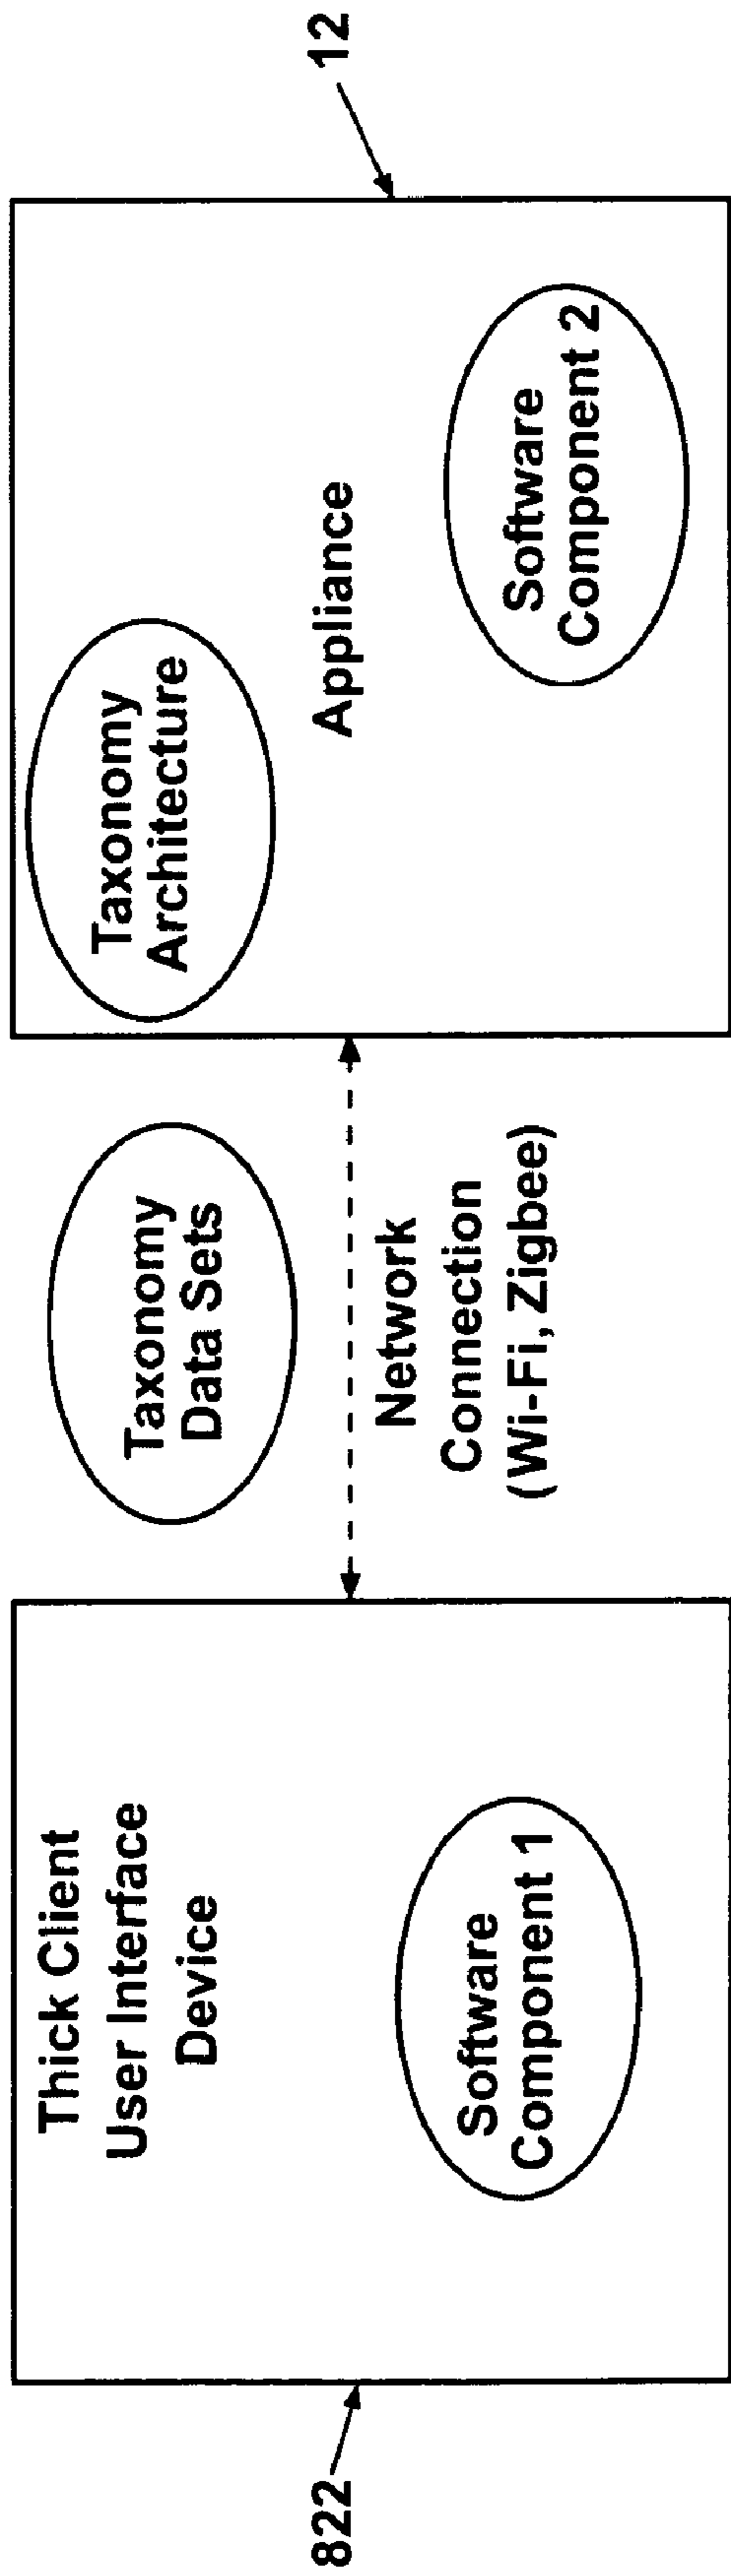 822
Thick Client
User Interface
Device
Software
Component 1
Taxonomy
Data Sets
Network
Connection
(Wi-Fi, Zigbee)
Taxonomy
Architecture
Appliance
Software
Component 2
12